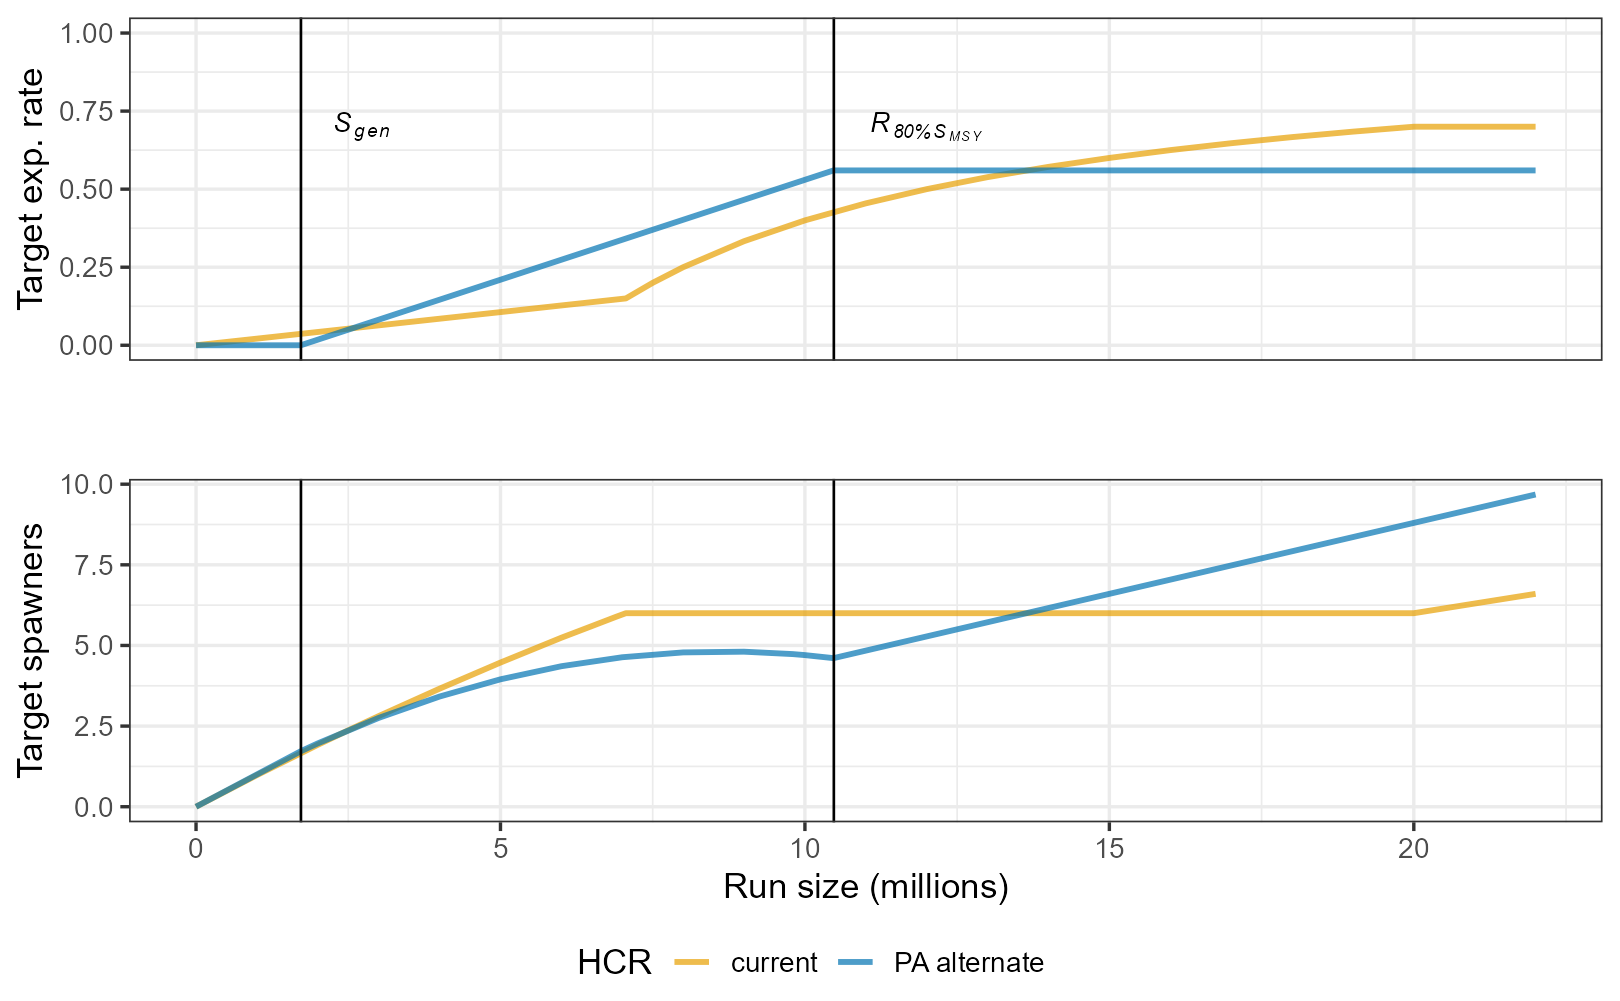 Target exp. rate
1.00
0.75
0.50
0.25
0.00
Sgen
R80%SMSY
Target spawners
10.0
7.5
5.0
2.5
0.0
0 5 10 15 20
Run size (millions)
HCR current PA alternate